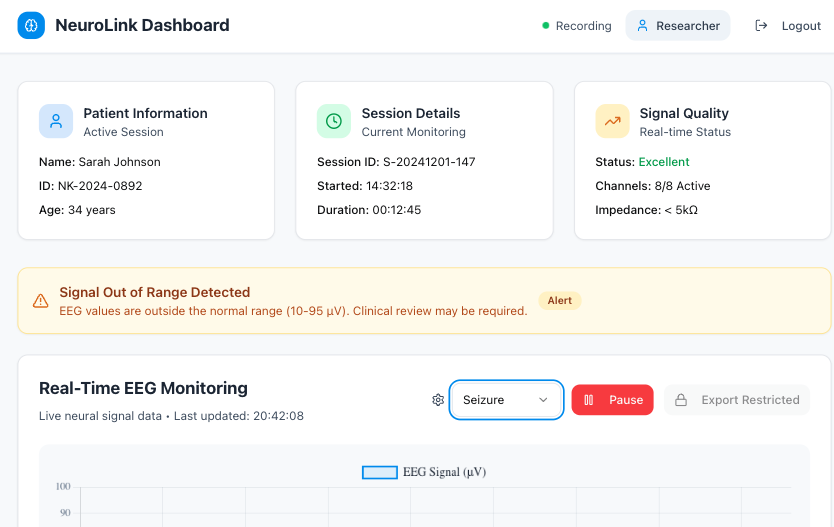 NeuroLink Dashboard
Recording
Researcher
Logout
Patient Information
Active Session
Name: Sarah Johnson
ID: NK-2024-0892
Age: 34 years
Session Details
Current Monitoring
Session ID: S-20241201-147
Started: 14:32:18
Duration: 00:12:45
Signal Quality
Real-time Status
Status: Excellent
Channels: 8/8 Active
Impedance: < 5kΩ
Signal Out of Range Detected
EEG values are outside the normal range (10-95 μV). Clinical review may be required.
Alert
Real-Time EEG Monitoring
Live neural signal data • Last updated: 20:42:08
Seizure
Pause
Export Restricted
EEG Signal (μV)
100
90